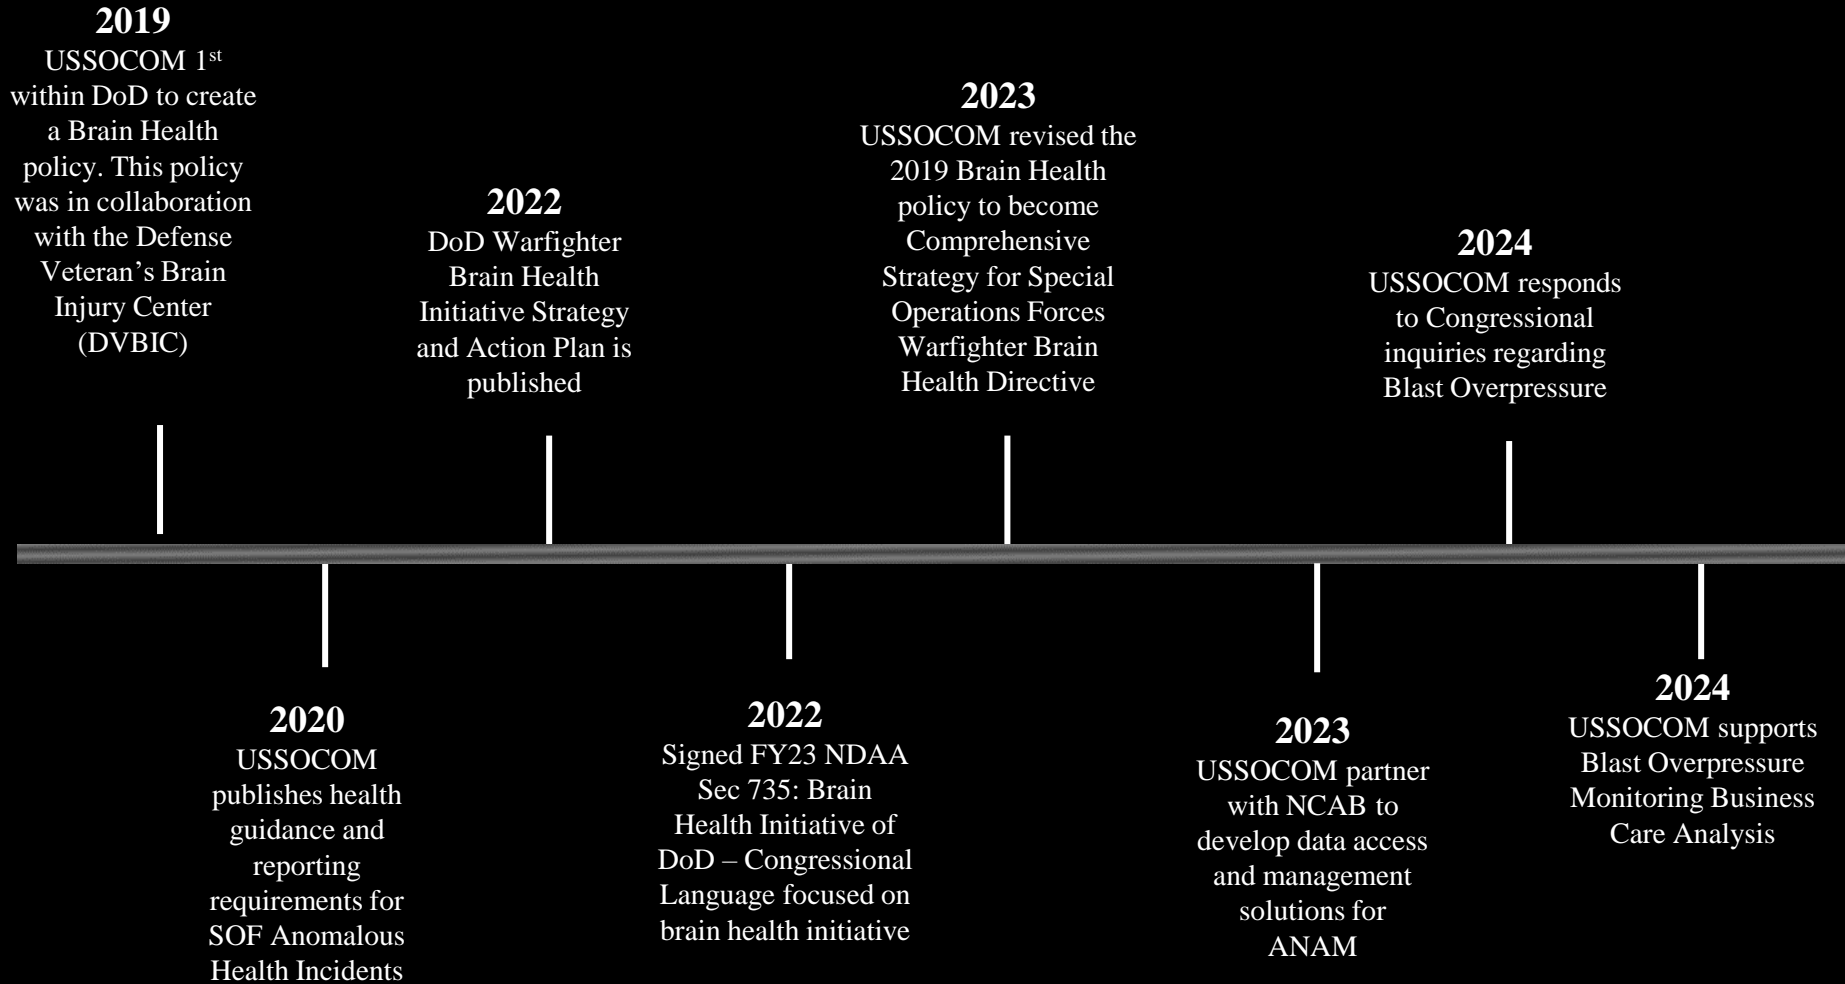 2019
USSOCOM 1st
within DoD to create
a Brain Health
policy. This policy
was in collaboration
with the Defense
Veteran's Brain
Injury Center
(DVBIC)
2022
DoD Warfighter
Brain Health
Initiative Strategy
and Action Plan is
published
2023
USSOCOM revised the
2019 Brain Health
policy to become
Comprehensive
Strategy for Special
Operations Forces
Warfighter Brain
Health Directive
2024
USSOCOM responds
to Congressional
inquiries regarding
Blast Overpressure
2020
USSOCOM
publishes health
guidance and
reporting
requirements for
SOF Anomalous
Health Incidents
2022
Signed FY23 NDAA
Sec 735: Brain
Health Initiative of
DoD – Congressional
Language focused on
brain health initiative
2023
USSOCOM partner
with NCAB to
develop data access
and management
solutions for
ANAM
2024
USSOCOM supports
Blast Overpressure
Monitoring Business
Care Analysis